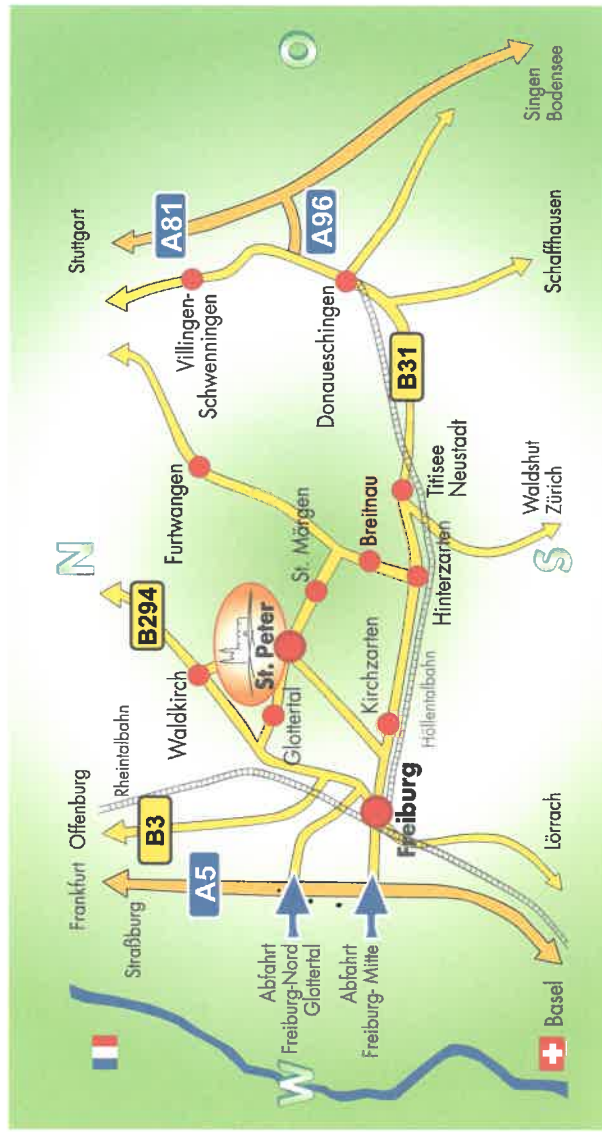 N
O
S
W
Frankfurt
Straßburg
Offenburg
Rheintalbahn
Stuttgart
A5
B3
B294
A81
A96
B31
Waldkirch
St. Peter
Glottertal
St. Märgen
Furtwangen
Villingen-
Schwenningen
Donaueschingen
Breitnau
Titisee
Neustadt
Hinterzarten
Kirchzarten
Höllentalbahn
Freiburg
Abfahrt
Freiburg-Nord
Glottertal
Abfahrt
Freiburg- Mitte
Basel
Lörrach
Waldshut
Zürich
Schaffhausen
Singen
Bodensee